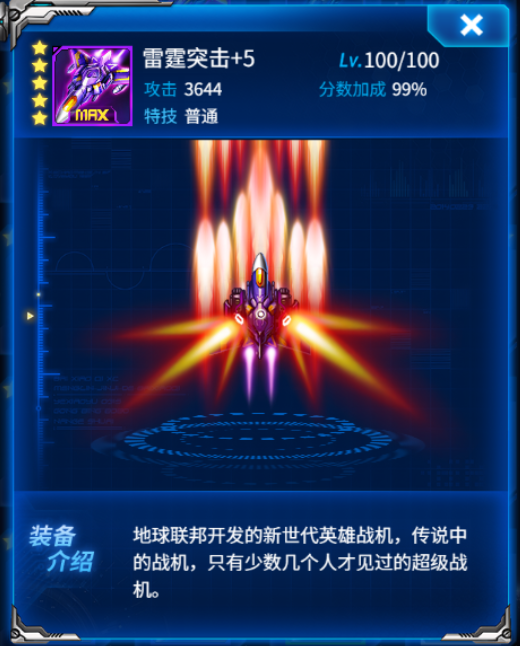 雷霆突击+5
Lv.100/100
攻击 3644
分数加成 99%
特技 普通
MAX
装备
介绍
地球联邦开发的新世代英雄战机，传说中
的战机，只有少数几个人才见过的超级战
机。